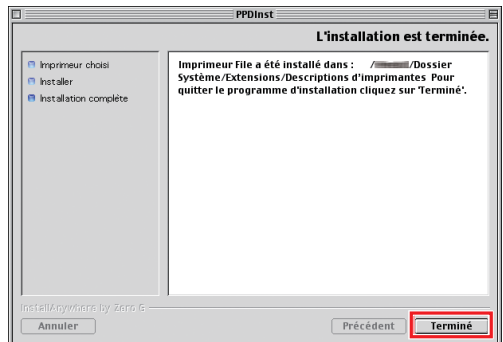 PPDInst
L'installation est terminée.
Imprimeur choisi
Installer
Installation complète
Imprimeur File a été installé dans : / /Dossier
Système/Extensions/Descriptions d'imprimantes Pour
quitter le programme d'installation cliquez sur 'Terminé'.
InstallAnywhere by Zero G
Annuler
Précédent
Terminé